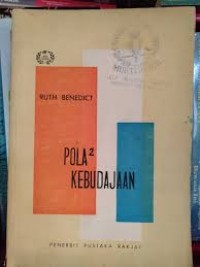 RUTH BENEDICT
POLA²
KEBUDAJAAN
PENERBIT PUSTAKA RAKJAT